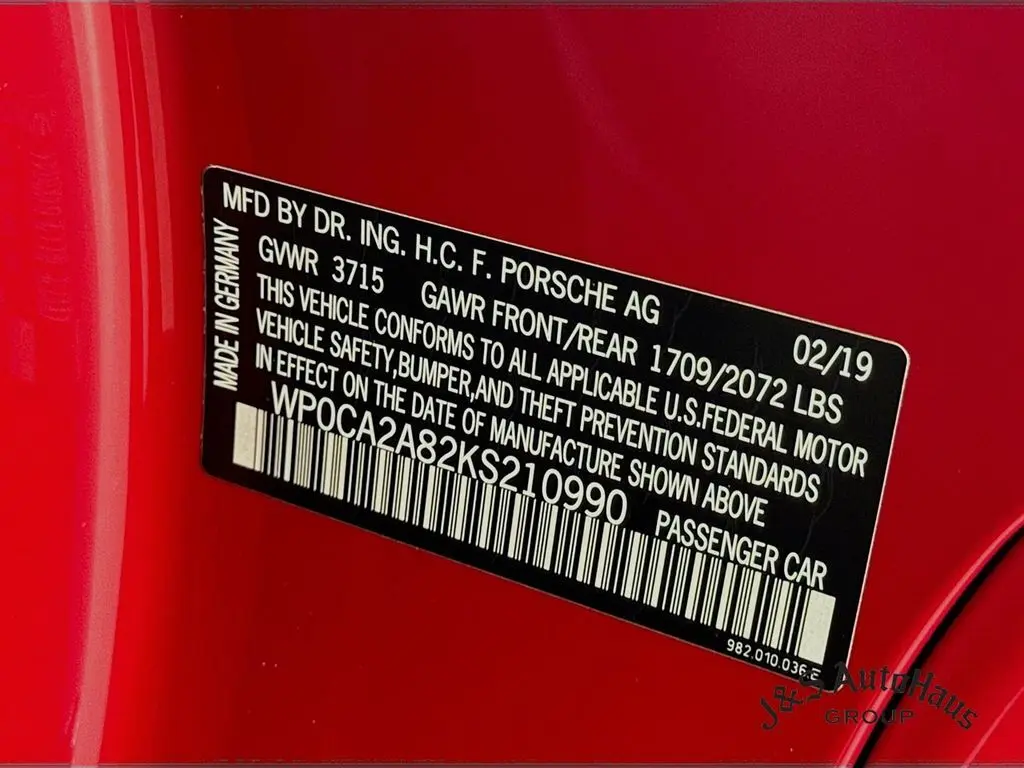 MFD BY DR. ING. H.C. F. PORSCHE AG
02/19
GVWR 3715 GAWR FRONT/REAR 1709/2072 LBS
THIS VEHICLE CONFORMS TO ALL APPLICABLE U.S.FEDERAL MOTOR
VEHICLE SAFETY,BUMPER,AND THEFT PREVENTION STANDARDS
IN EFFECT ON THE DATE OF MANUFACTURE SHOWN ABOVE
WP0CA2A82KS210990
PASSENGER CAR
MADE IN GERMANY
982.010.036.E
J&S AutoHaus
GROUP